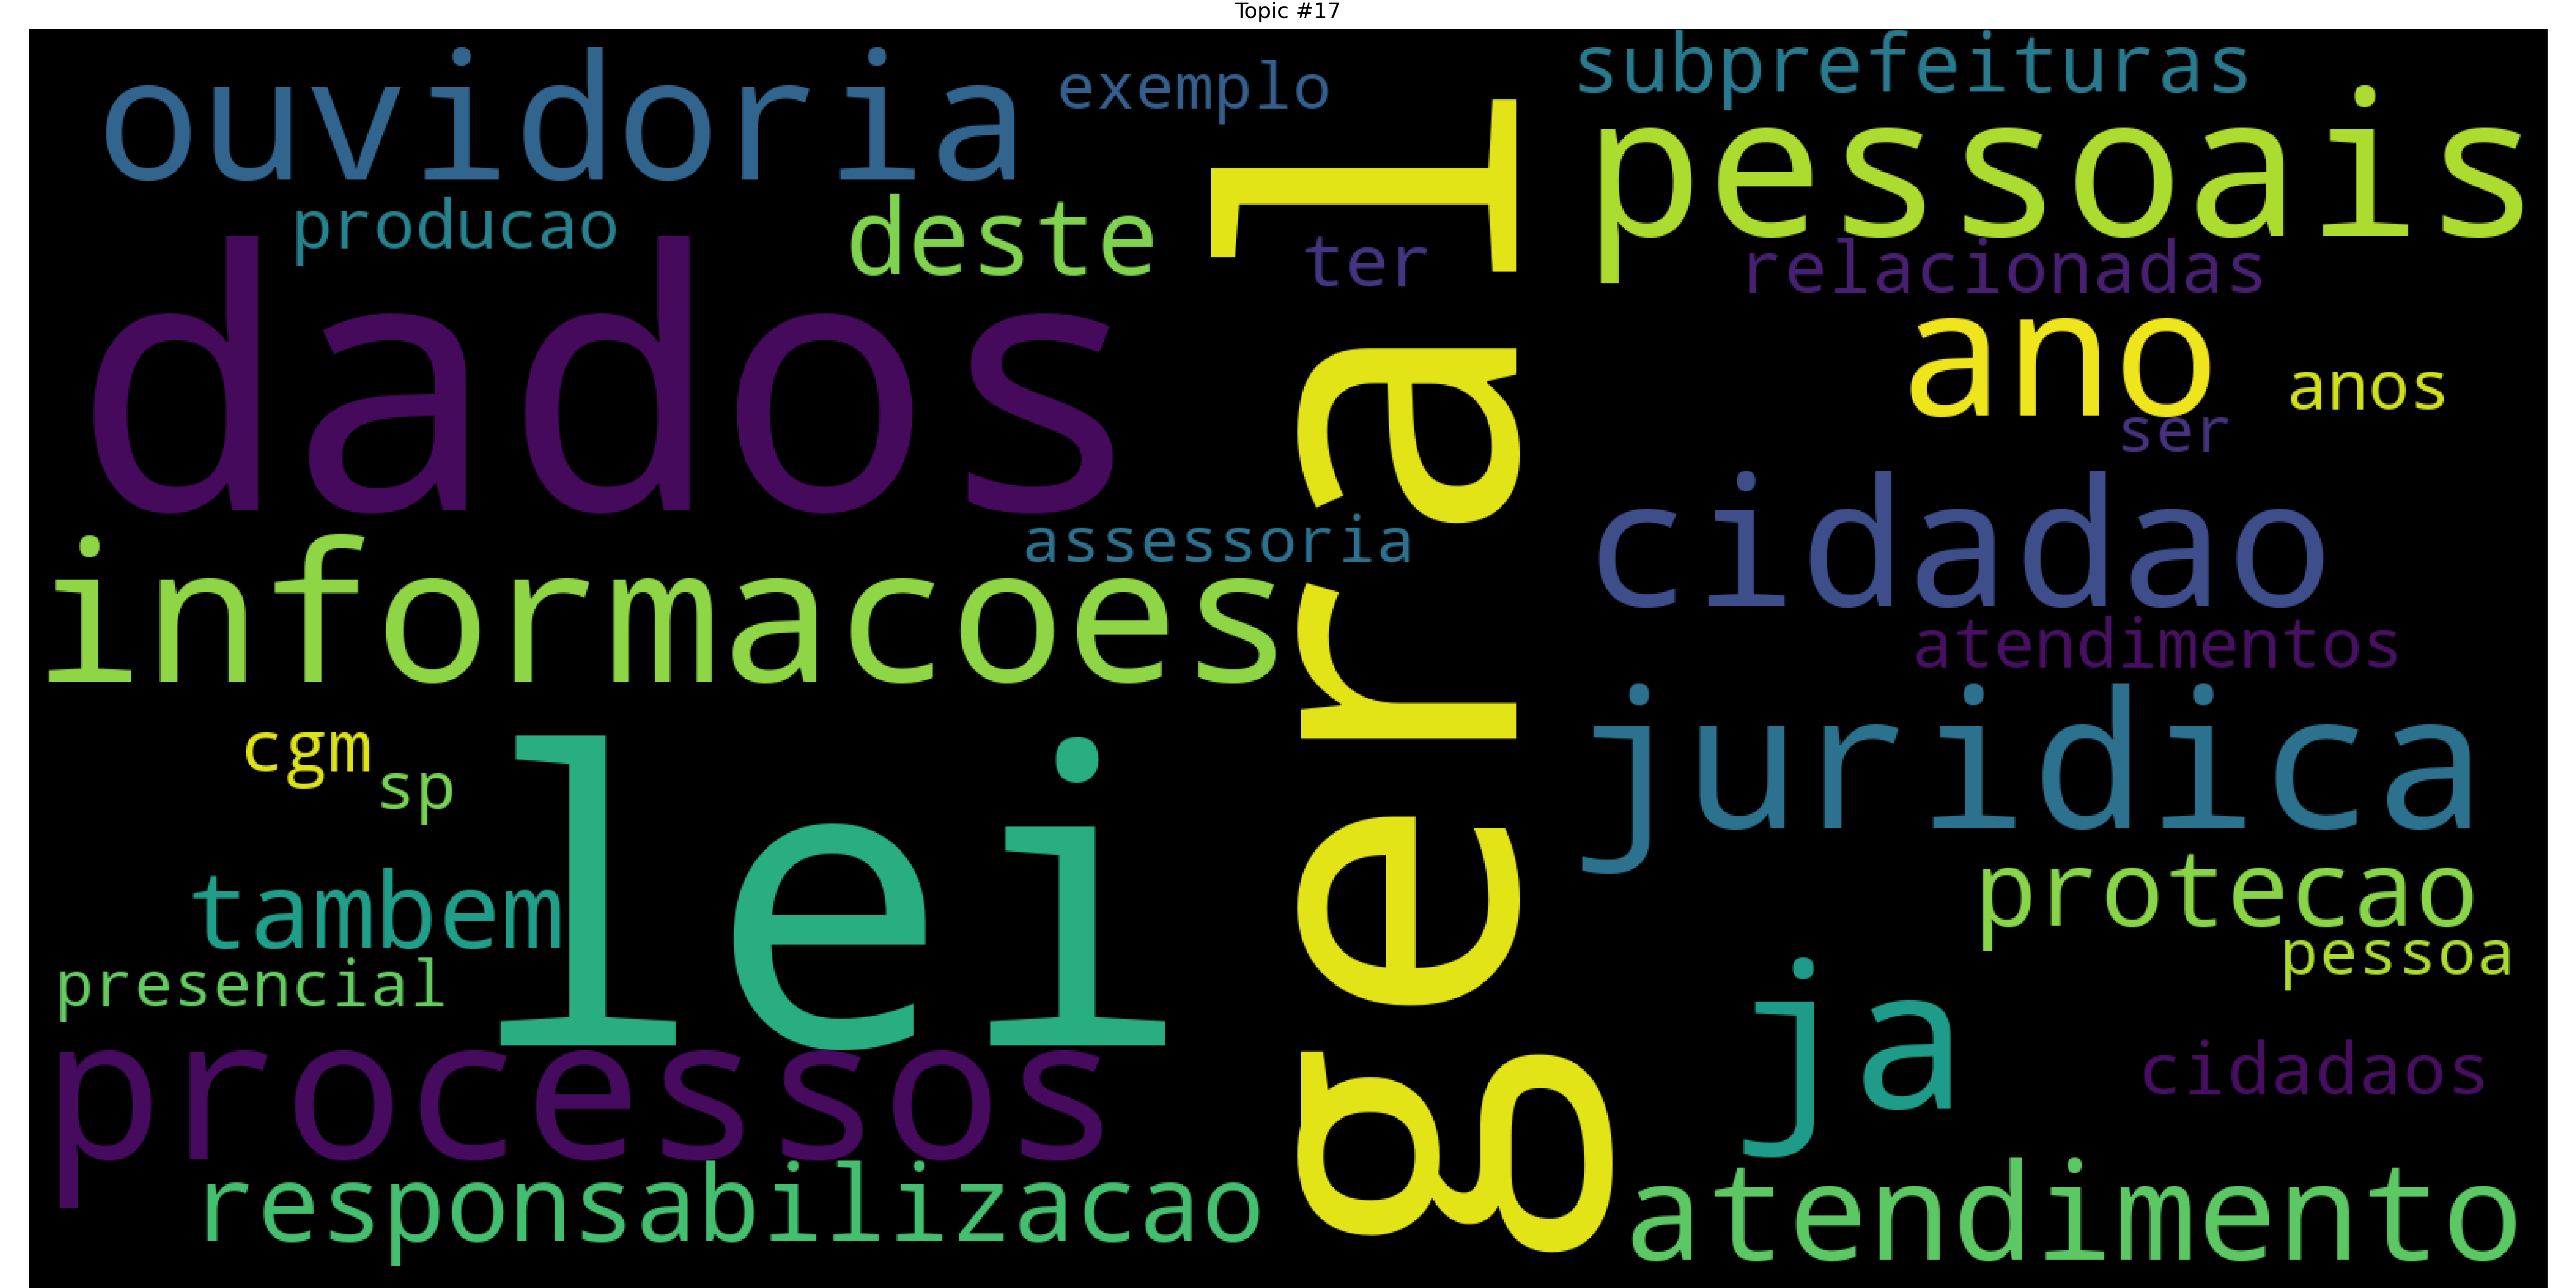 Topic #17
ouvidoria
exemplo
subprefeituras
pessoais
producao
deste
ter
relacionadas
dados
geral
ano
anos
ser
assessoria
cidadao
informacoes
atendimentos
cgm
sp
juridica
lei
tambem
protecao
pessoa
presencial
ja
processos
cidadaos
responsabilizacao
atendimento